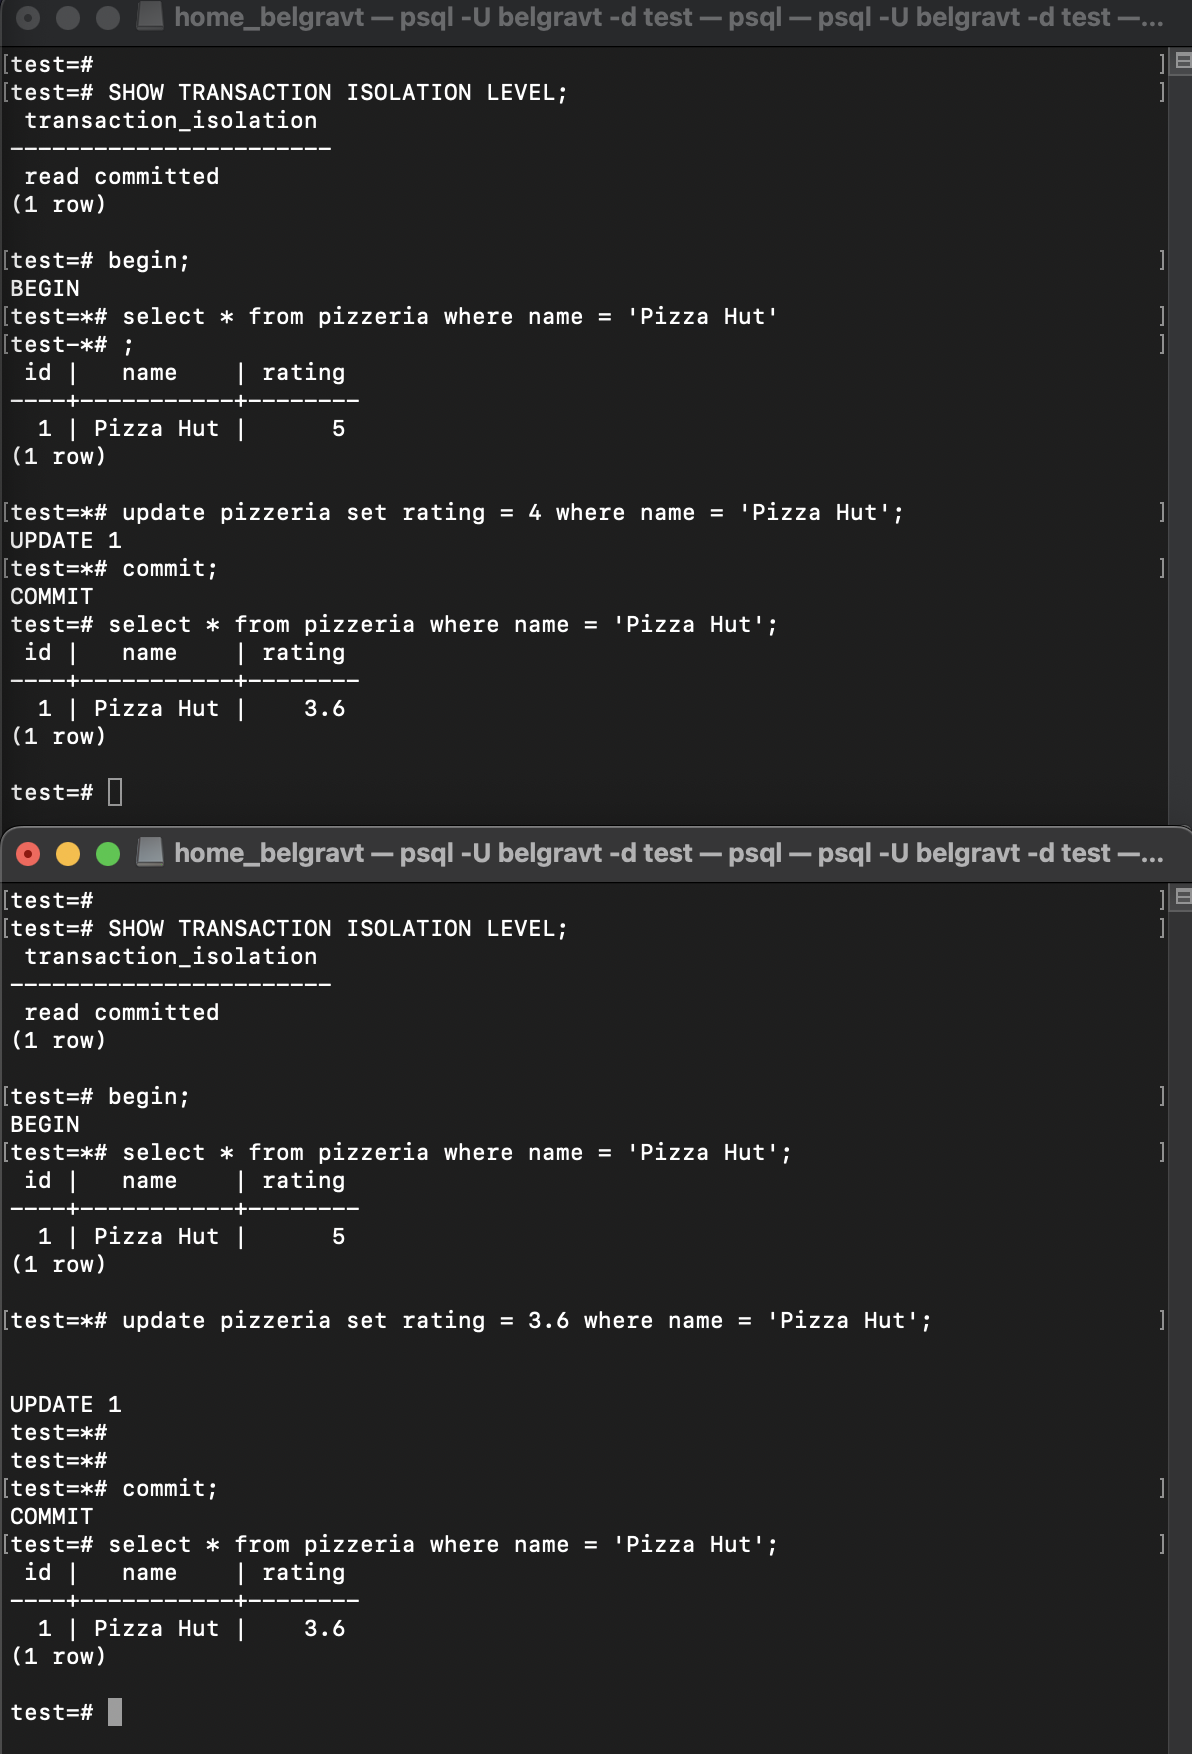 home_belgravt — psql -U belgravt -d test — psql — psql -U belgravt -d test —...
[test=# ]
[test=# SHOW TRANSACTION ISOLATION LEVEL; ]
 transaction_isolation
-----------------------
 read committed
(1 row)
[test=# begin; ]
BEGIN
[test=*# select * from pizzeria where name = 'Pizza Hut' ]
[test-*# ; ]
 id |   name    | rating
----+-----------+--------
  1 | Pizza Hut |      5
(1 row)
[test=*# update pizzeria set rating = 4 where name = 'Pizza Hut'; ]
UPDATE 1
[test=*# commit; ]
COMMIT
test=# select * from pizzeria where name = 'Pizza Hut';
 id |   name    | rating
----+-----------+--------
  1 | Pizza Hut |    3.6
(1 row)
test=#
home_belgravt — psql -U belgravt -d test — psql — psql -U belgravt -d test —...
[test=# ]
[test=# SHOW TRANSACTION ISOLATION LEVEL; ]
 transaction_isolation
-----------------------
 read committed
(1 row)
[test=# begin; ]
BEGIN
[test=*# select * from pizzeria where name = 'Pizza Hut'; ]
 id |   name    | rating
----+-----------+--------
  1 | Pizza Hut |      5
(1 row)
[test=*# update pizzeria set rating = 3.6 where name = 'Pizza Hut'; ]
UPDATE 1
test=*#
test=*#
[test=*# commit; ]
COMMIT
[test=# select * from pizzeria where name = 'Pizza Hut'; ]
 id |   name    | rating
----+-----------+--------
  1 | Pizza Hut |    3.6
(1 row)
test=#